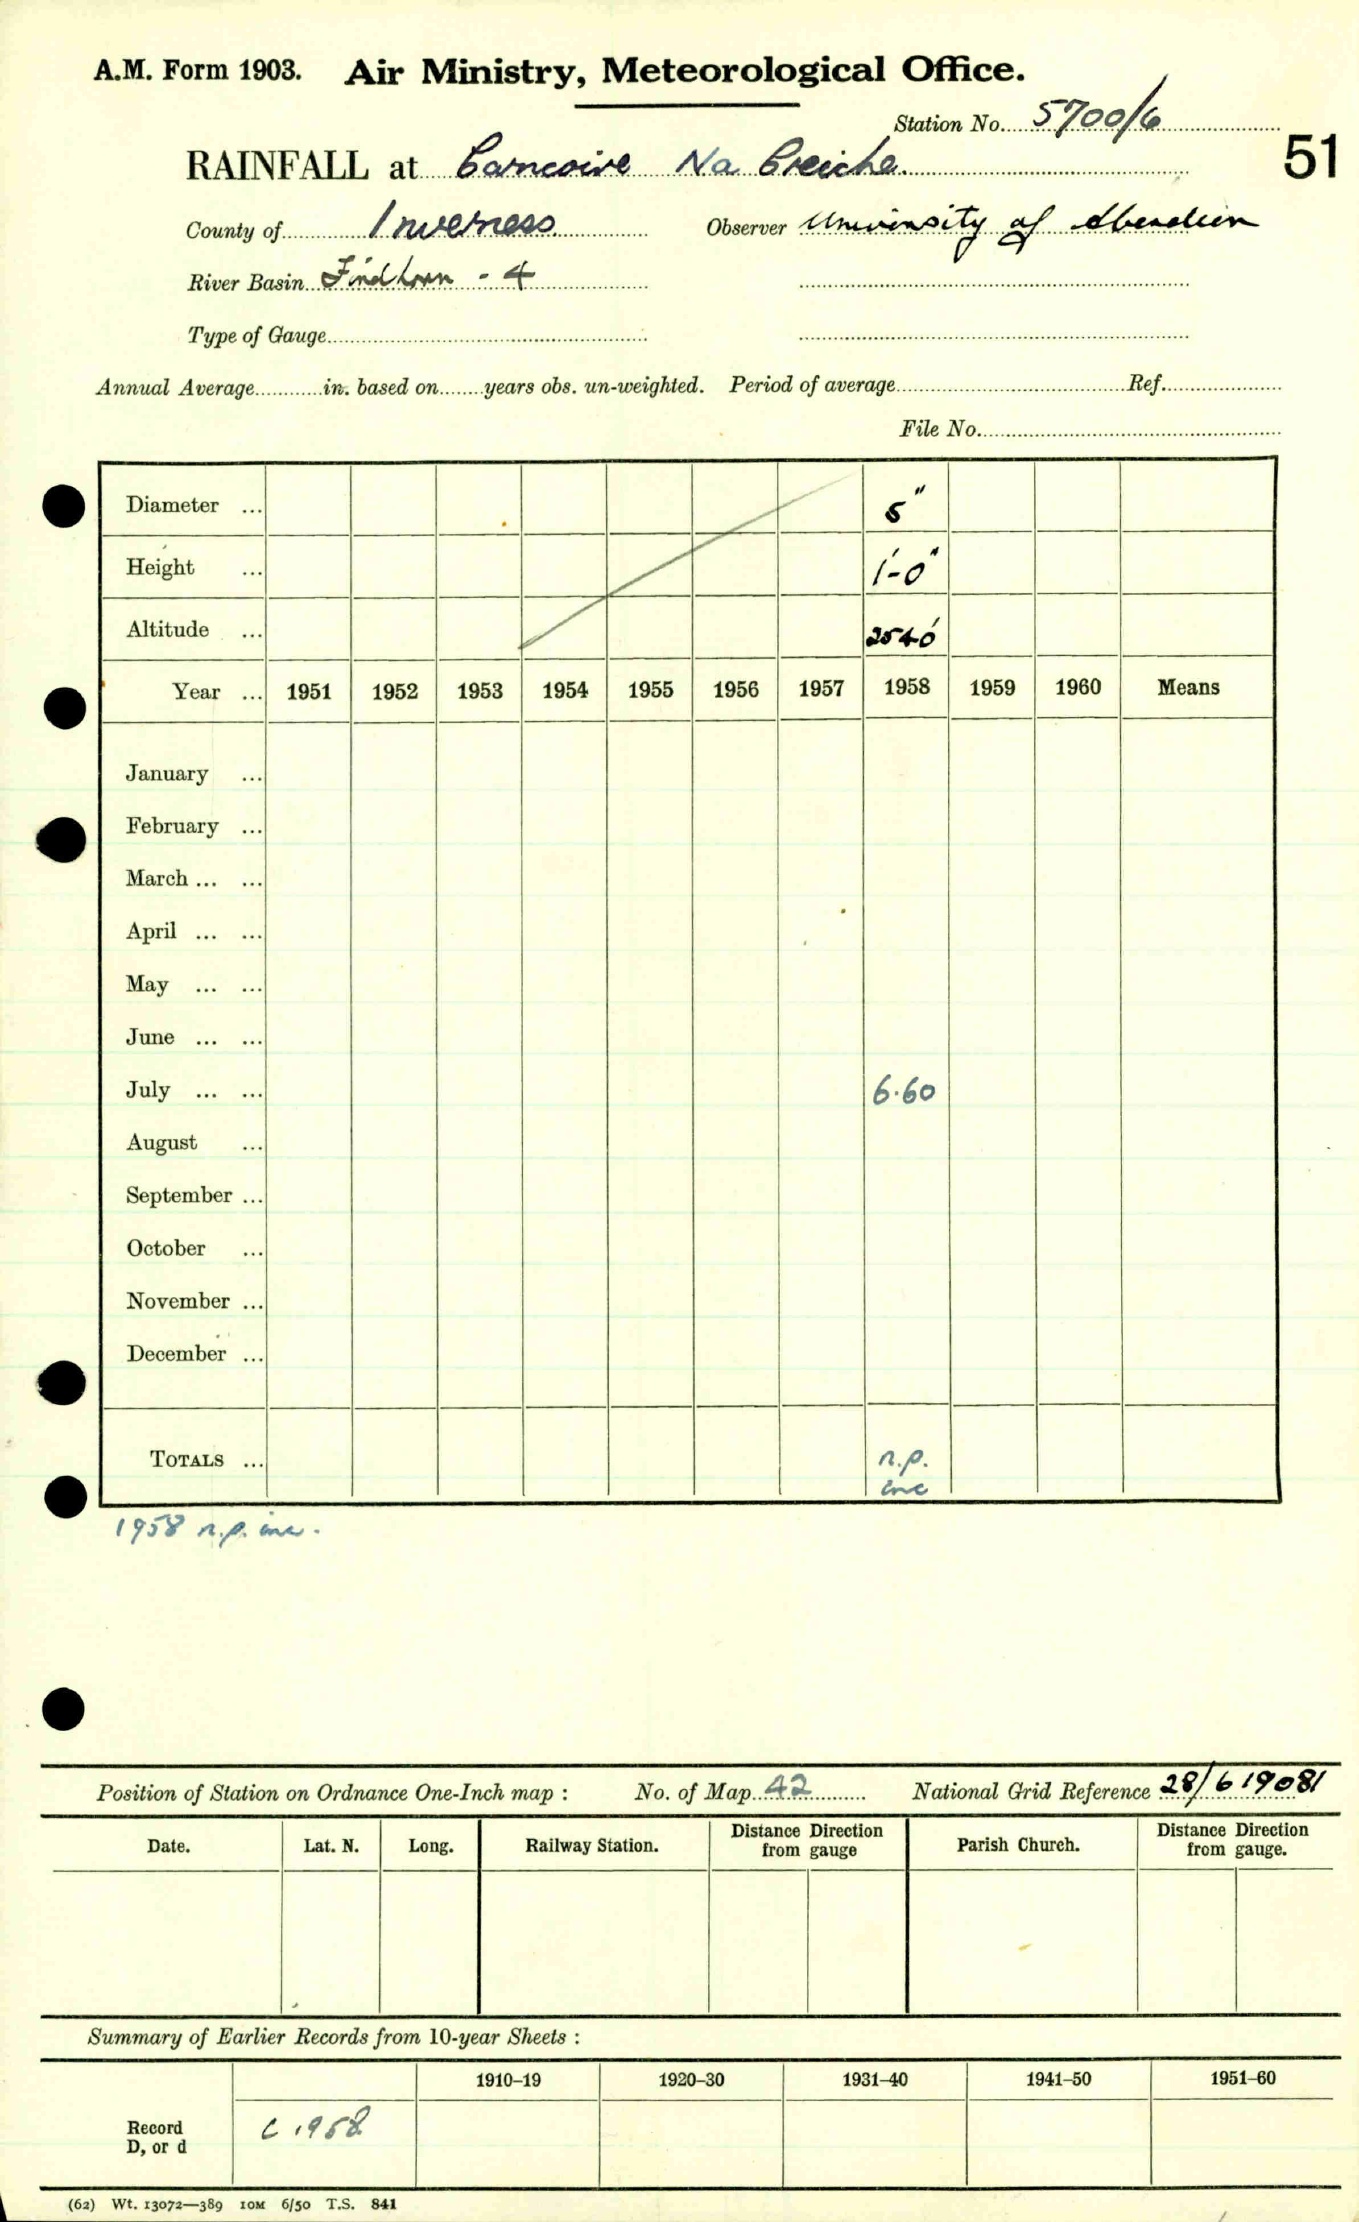 A.M. Form 1903. Air Ministry, Meteorological Office.
Station No. 5700/6
51
RAINFALL at Carncoire Na Creiche.
County of Inverness Observer University of Aberdeen
River Basin Findhorn - 4
Type of Gauge
Annual Average in. based on years obs. un-weighted. Period of average Ref.
File No.
Diameter ... 5"
Height ... 1'-0"
Altitude ... 2540'
Year ... 1951 1952 1953 1954 1955 1956 1957 1958 1959 1960 Means
January ...
February ...
March ... ...
April ... ...
May ... ...
June ... ...
July ... ... 6.60
August ...
September ...
October ...
November ...
December ...
TOTALS ... n.p.
inc
1958 n.p. inc.
Position of Station on Ordnance One-Inch map : No. of Map 42 National Grid Reference 28/619081
Date. Lat. N. Long. Railway Station. Distance Direction from gauge Parish Church. Distance Direction from gauge.
Summary of Earlier Records from 10-year Sheets :
1910–19 1920–30 1931–40 1941–50 1951–60
Record
D, or d
C 1958
(62) Wt. 13072—389 10M 6/50 T.S. 841